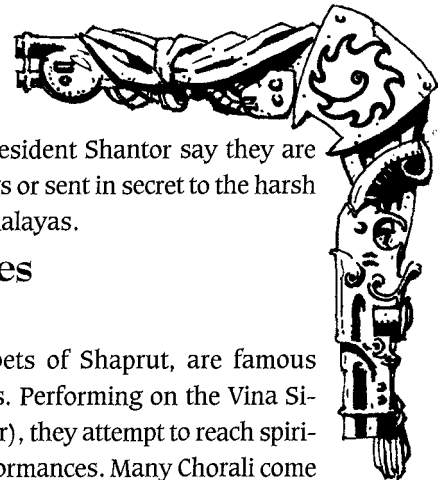 esident Shantor say they are
s or sent in secret to the harsh
alayas.
es
oets of Shaprut, are famous
s. Performing on the Vina Si-
r), they attempt to reach spiri-
ormances. Many Chorali come